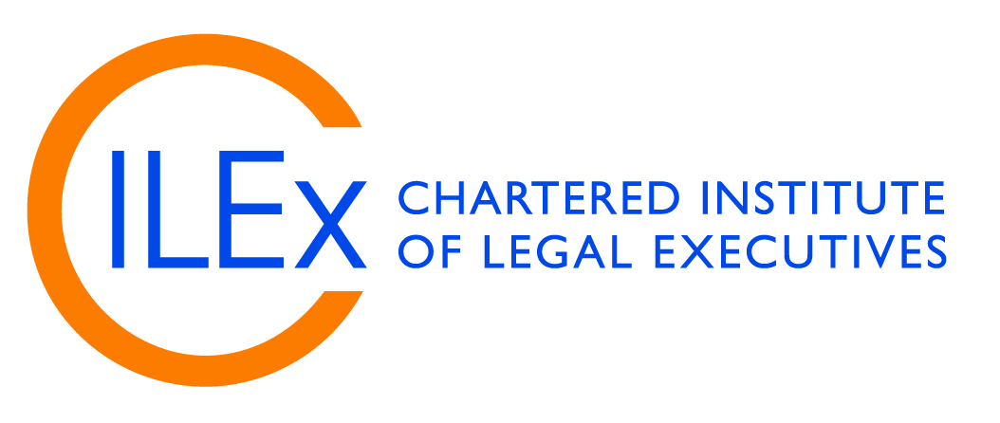 CILEx
CHARTERED INSTITUTE
OF LEGAL EXECUTIVES